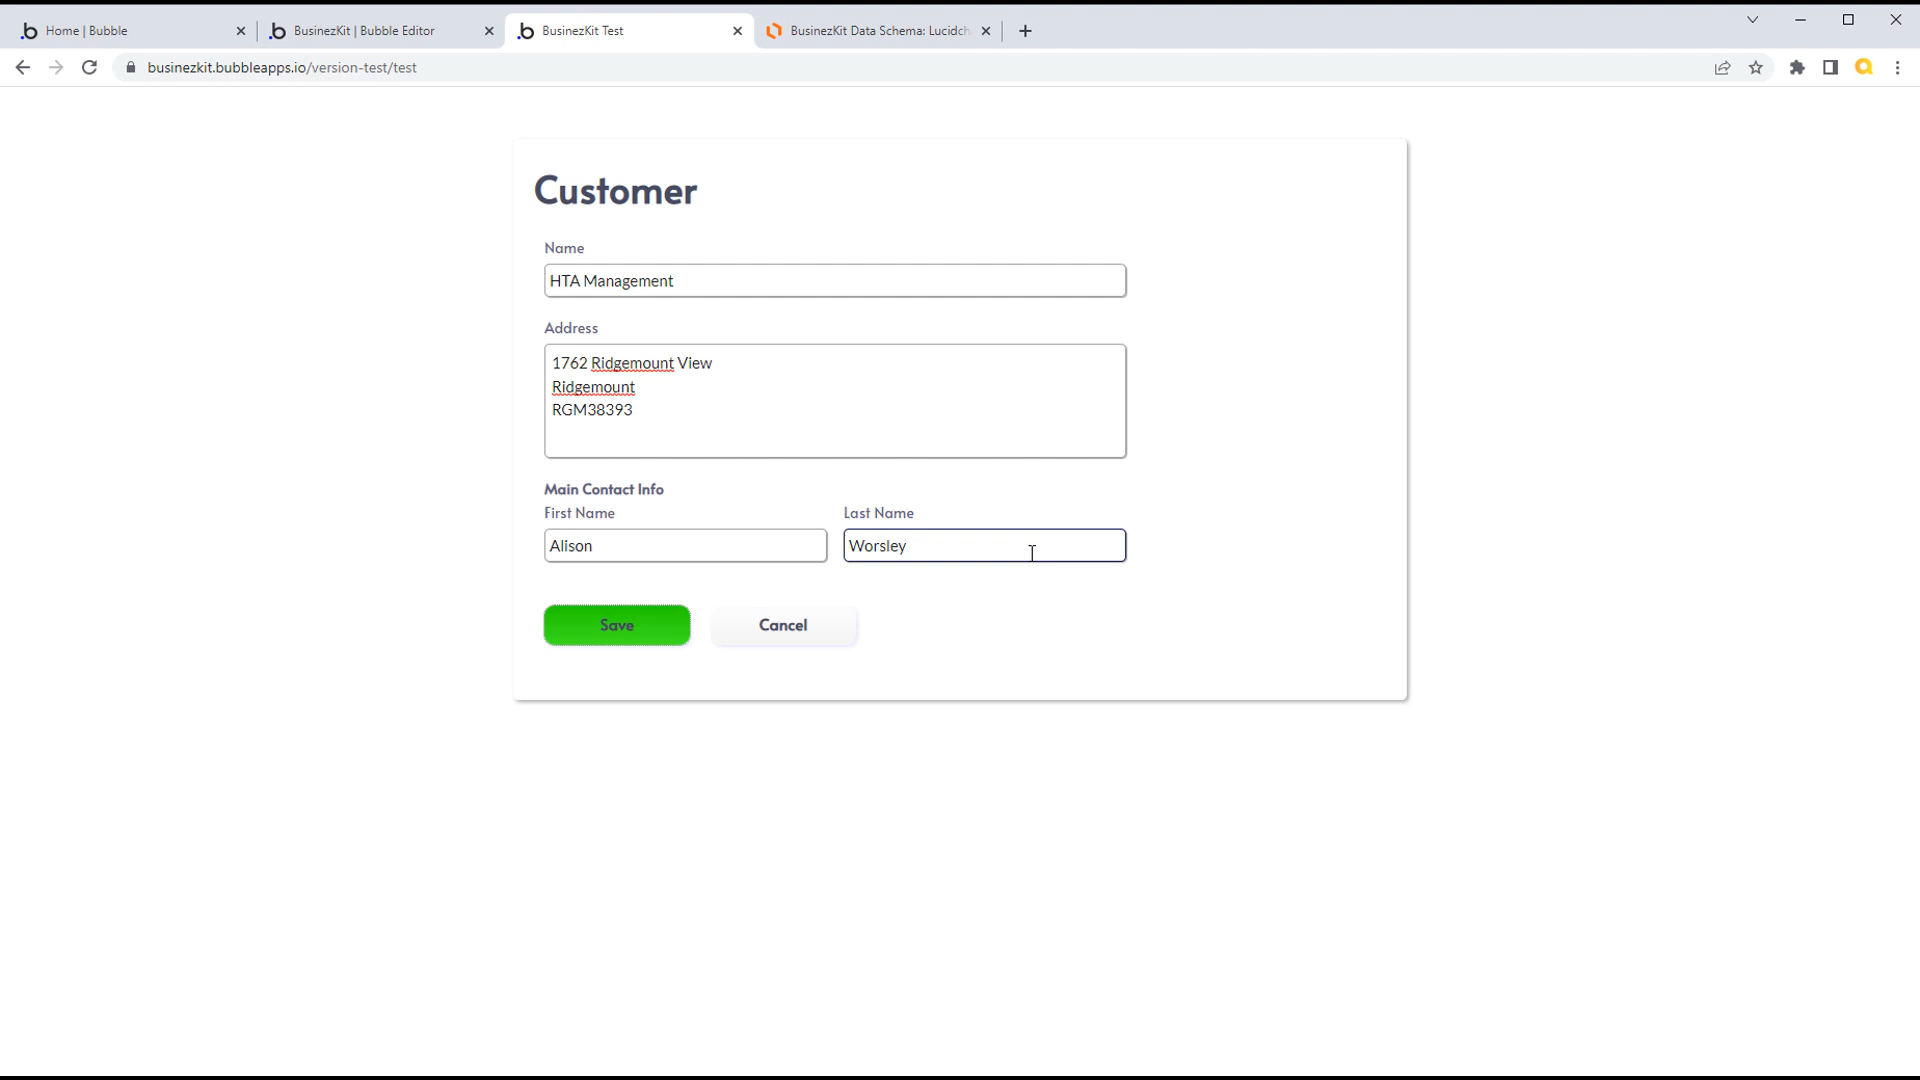 Home | Bubble
BusinezKit | Bubble Editor
BusinezKit Test
BusinezKit Data Schema: Lucidch
businezkit.bubbleapps.io/version-test/test
Customer
Name
HTA Management
Address
1762 Ridgemount View
Ridgemount
RGM38393
Main Contact Info
First Name
Last Name
Alison
Worsley
Save
Cancel